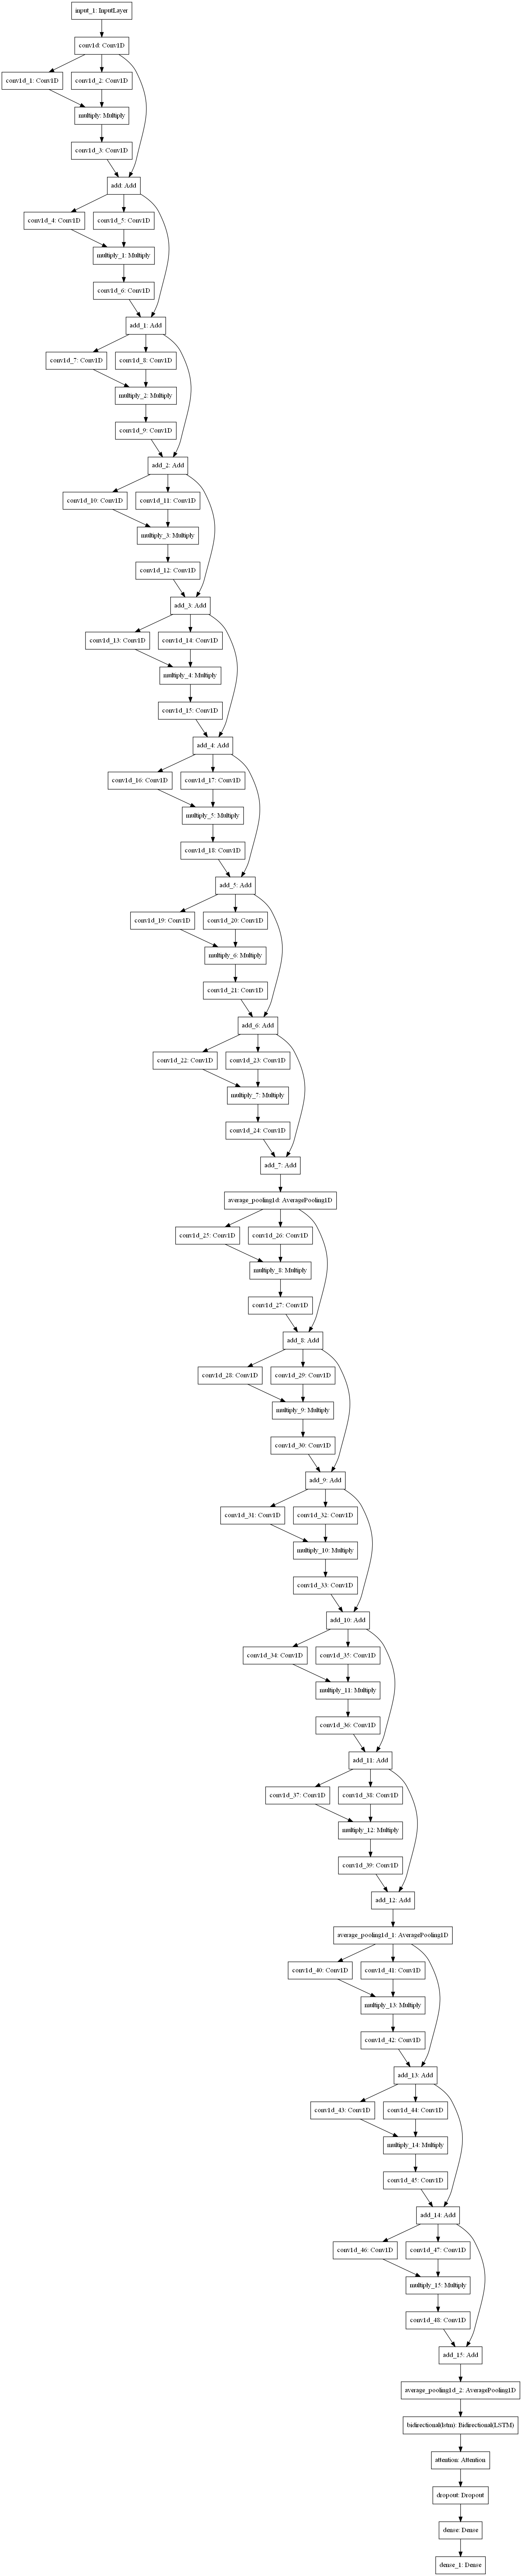 input_1: InputLayer
conv1d: Conv1D
conv1d_1: Conv1D
conv1d_2: Conv1D
multiply: Multiply
conv1d_3: Conv1D
add: Add
conv1d_4: Conv1D
conv1d_5: Conv1D
multiply_1: Multiply
conv1d_6: Conv1D
add_1: Add
conv1d_7: Conv1D
conv1d_8: Conv1D
multiply_2: Multiply
conv1d_9: Conv1D
add_2: Add
conv1d_10: Conv1D
conv1d_11: Conv1D
multiply_3: Multiply
conv1d_12: Conv1D
add_3: Add
conv1d_13: Conv1D
conv1d_14: Conv1D
multiply_4: Multiply
conv1d_15: Conv1D
add_4: Add
conv1d_16: Conv1D
conv1d_17: Conv1D
multiply_5: Multiply
conv1d_18: Conv1D
add_5: Add
conv1d_19: Conv1D
conv1d_20: Conv1D
multiply_6: Multiply
conv1d_21: Conv1D
add_6: Add
conv1d_22: Conv1D
conv1d_23: Conv1D
multiply_7: Multiply
conv1d_24: Conv1D
add_7: Add
average_pooling1d: AveragePooling1D
conv1d_25: Conv1D
conv1d_26: Conv1D
multiply_8: Multiply
conv1d_27: Conv1D
add_8: Add
conv1d_28: Conv1D
conv1d_29: Conv1D
multiply_9: Multiply
conv1d_30: Conv1D
add_9: Add
conv1d_31: Conv1D
conv1d_32: Conv1D
multiply_10: Multiply
conv1d_33: Conv1D
add_10: Add
conv1d_34: Conv1D
conv1d_35: Conv1D
multiply_11: Multiply
conv1d_36: Conv1D
add_11: Add
conv1d_37: Conv1D
conv1d_38: Conv1D
multiply_12: Multiply
conv1d_39: Conv1D
add_12: Add
average_pooling1d_1: AveragePooling1D
conv1d_40: Conv1D
conv1d_41: Conv1D
multiply_13: Multiply
conv1d_42: Conv1D
add_13: Add
conv1d_43: Conv1D
conv1d_44: Conv1D
multiply_14: Multiply
conv1d_45: Conv1D
add_14: Add
conv1d_46: Conv1D
conv1d_47: Conv1D
multiply_15: Multiply
conv1d_48: Conv1D
add_15: Add
average_pooling1d_2: AveragePooling1D
bidirectional(lstm): Bidirectional(LSTM)
attention: Attention
dropout: Dropout
dense: Dense
dense_1: Dense